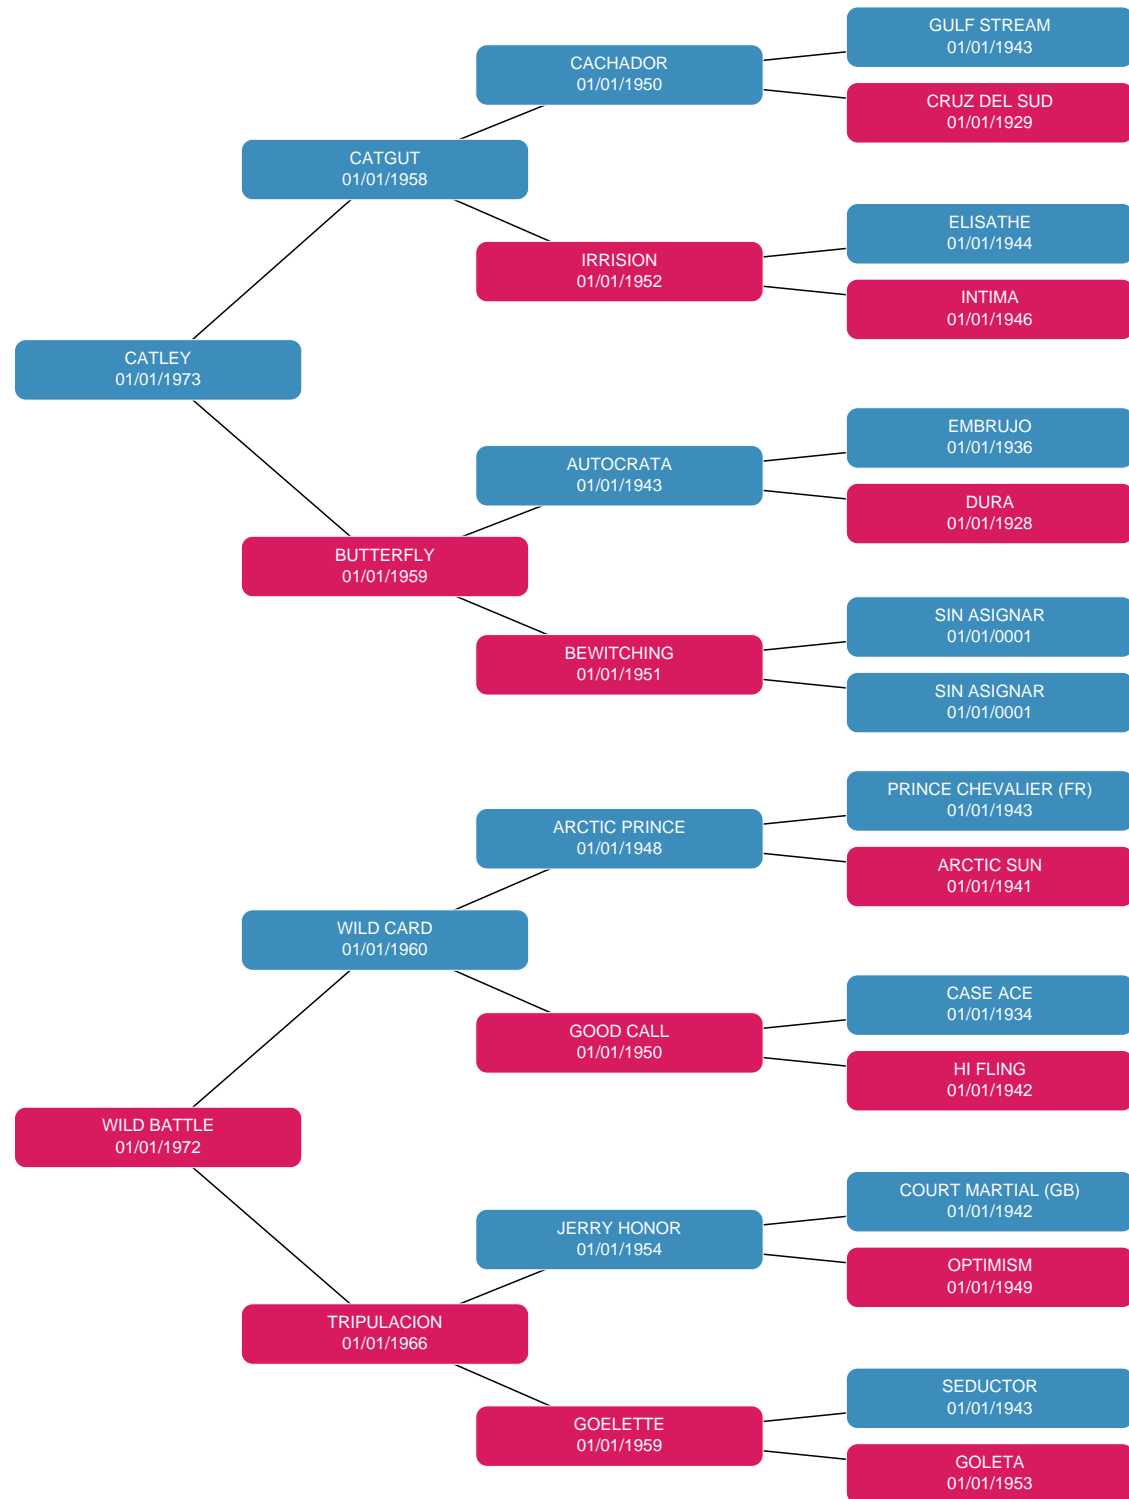 GULF STREAM
01/01/1943
CACHADOR
01/01/1950
CRUZ DEL SUD
01/01/1929
CATGUT
01/01/1958
ELISATHE
01/01/1944
IRRISION
01/01/1952
INTIMA
01/01/1946
CATLEY
01/01/1973
EMBRUJO
01/01/1936
AUTOCRATA
01/01/1943
DURA
01/01/1928
BUTTERFLY
01/01/1959
SIN ASIGNAR
01/01/0001
BEWITCHING
01/01/1951
SIN ASIGNAR
01/01/0001
PRINCE CHEVALIER (FR)
01/01/1943
ARCTIC PRINCE
01/01/1948
ARCTIC SUN
01/01/1941
WILD CARD
01/01/1960
CASE ACE
01/01/1934
GOOD CALL
01/01/1950
HI FLING
01/01/1942
WILD BATTLE
01/01/1972
COURT MARTIAL (GB)
01/01/1942
JERRY HONOR
01/01/1954
OPTIMISM
01/01/1949
TRIPULACION
01/01/1966
SEDUCTOR
01/01/1943
GOELETTE
01/01/1959
GOLETA
01/01/1953